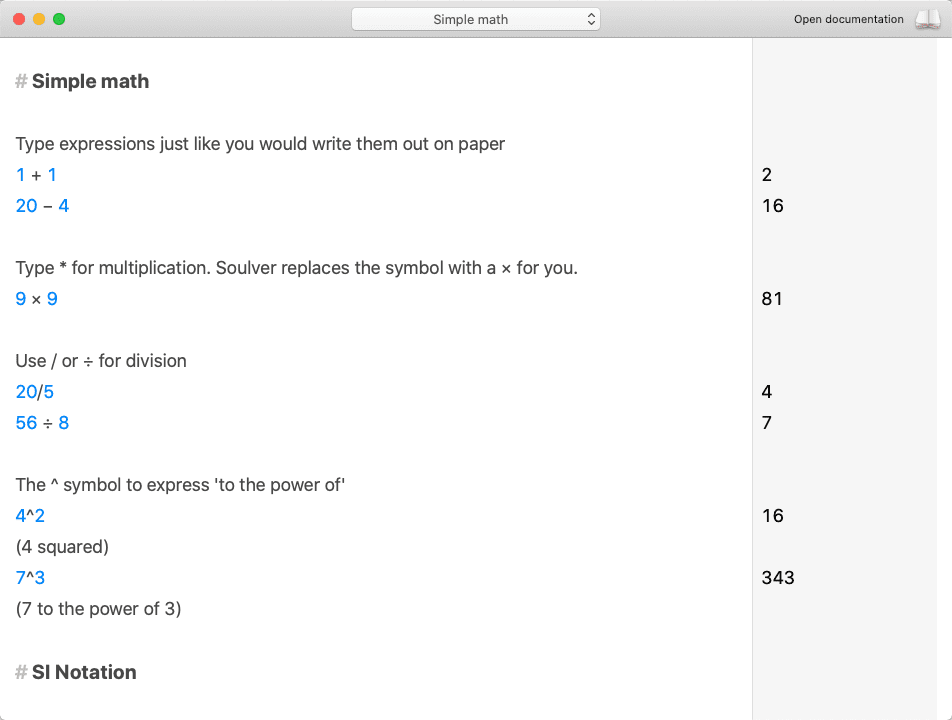 Simple math
Open documentation
# Simple math
Type expressions just like you would write them out on paper
1 + 1 2
20 − 4 16
Type * for multiplication. Soulver replaces the symbol with a × for you.
9 × 9 81
Use / or ÷ for division
20/5 4
56 ÷ 8 7
The ^ symbol to express 'to the power of'
4^2 16
(4 squared)
7^3 343
(7 to the power of 3)
# SI Notation